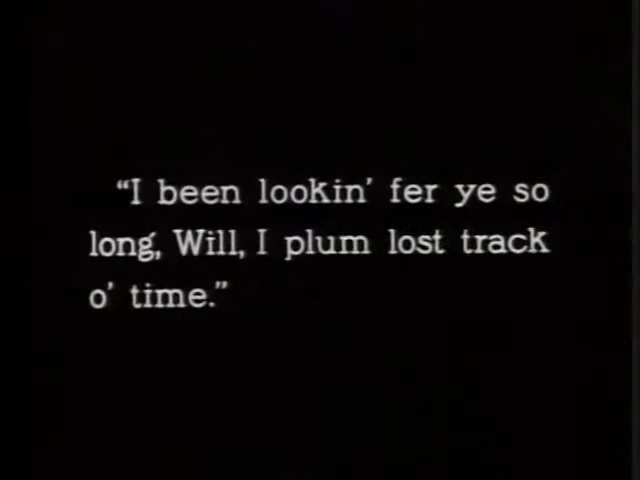 “I been lookin’ fer ye so
long, Will, I plum lost track
o’ time.”